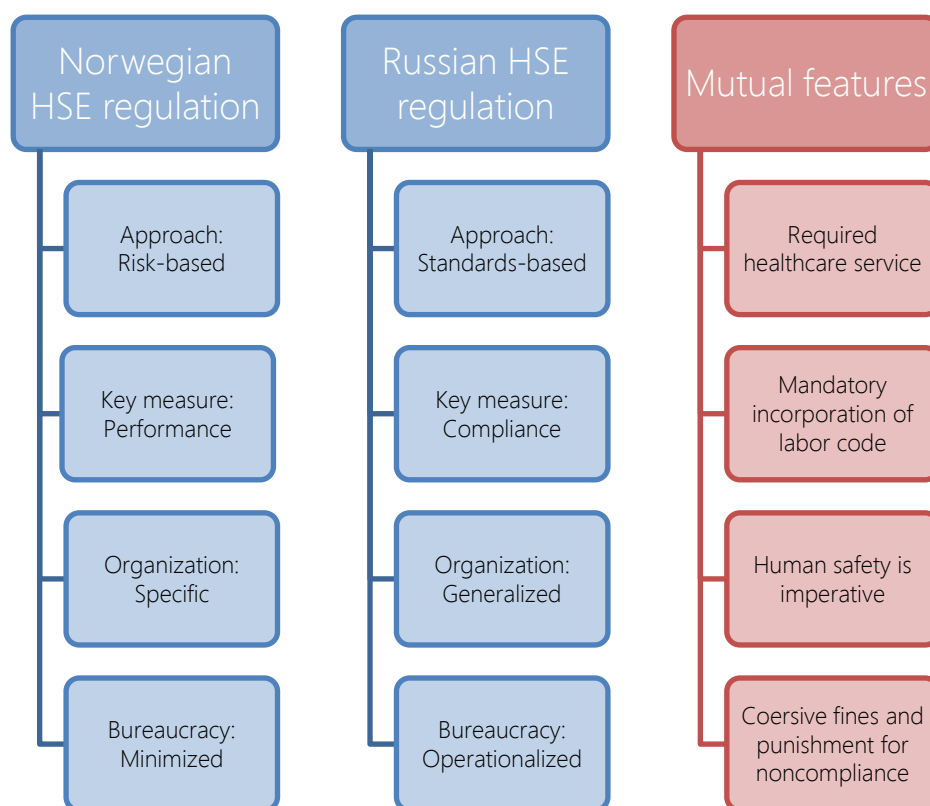 Norwegian
HSE regulation
Approach:
Risk-based
Key measure:
Performance
Organization:
Specific
Bureaucracy:
Minimized
Russian HSE
regulation
Approach:
Standards-based
Key measure:
Compliance
Organization:
Generalized
Bureaucracy:
Operationalized
Mutual features
Required
healthcare service
Mandatory
incorporation of
labor code
Human safety is
imperative
Coersive fines and
punishment for
noncompliance